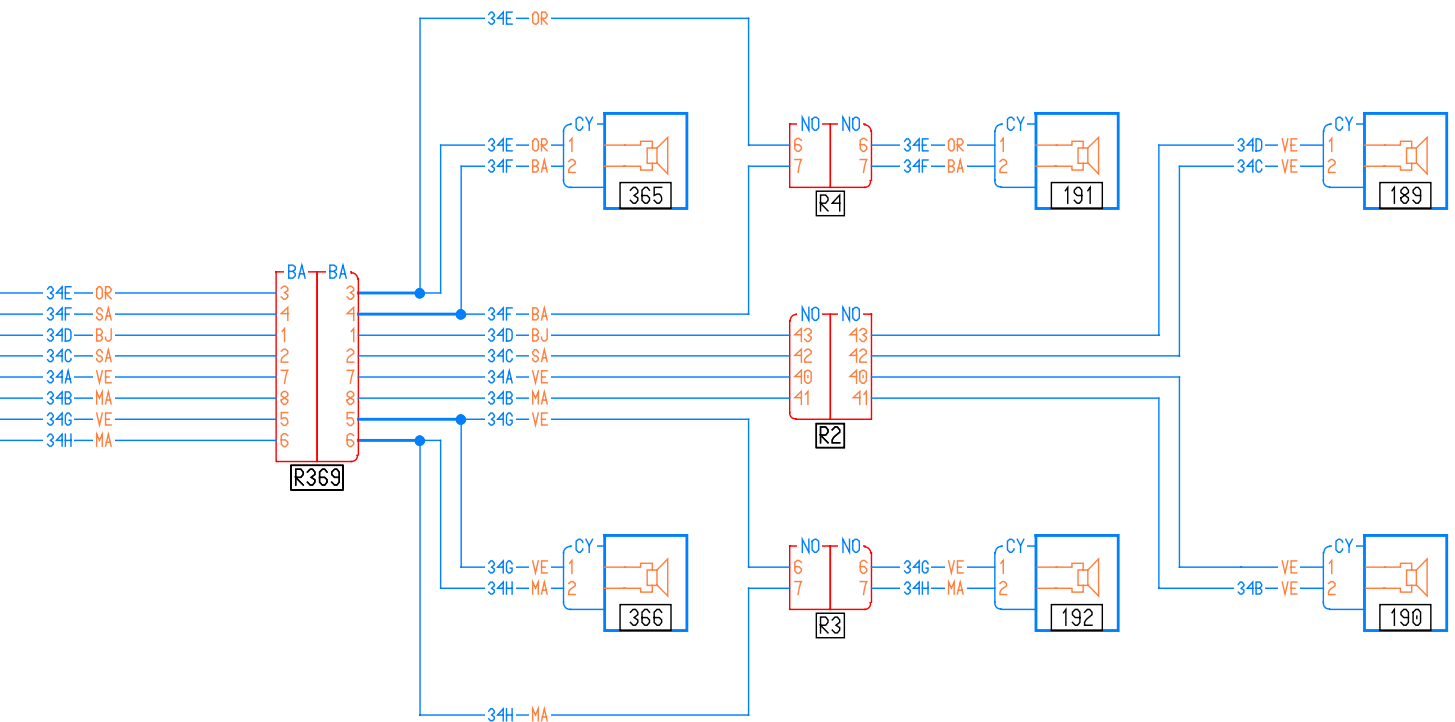 34E OR
CY NO NO CY CY
34E OR 1 6 6 34E OR 1 34D VE 1
34F BA 2 7 7 34F BA 2 34C VE 2
365 R4 191 189
BA BA
34E OR 3 3
34F SA 4 4 34F BA NO NO
34D BJ 1 1 34D BJ 43 43
34C SA 2 2 34C SA 42 42
34A VE 7 7 34A VE 40 40
34B MA 8 8 34B MA 41 41
34G VE 5 5 34G VE
34H MA 6 6 R2
R369
CY NO NO CY CY
34G VE 1 6 6 34G VE 1 VE 1
34H MA 2 7 7 34H MA 2 34B VE 2
366 R3 192 190
34H MA